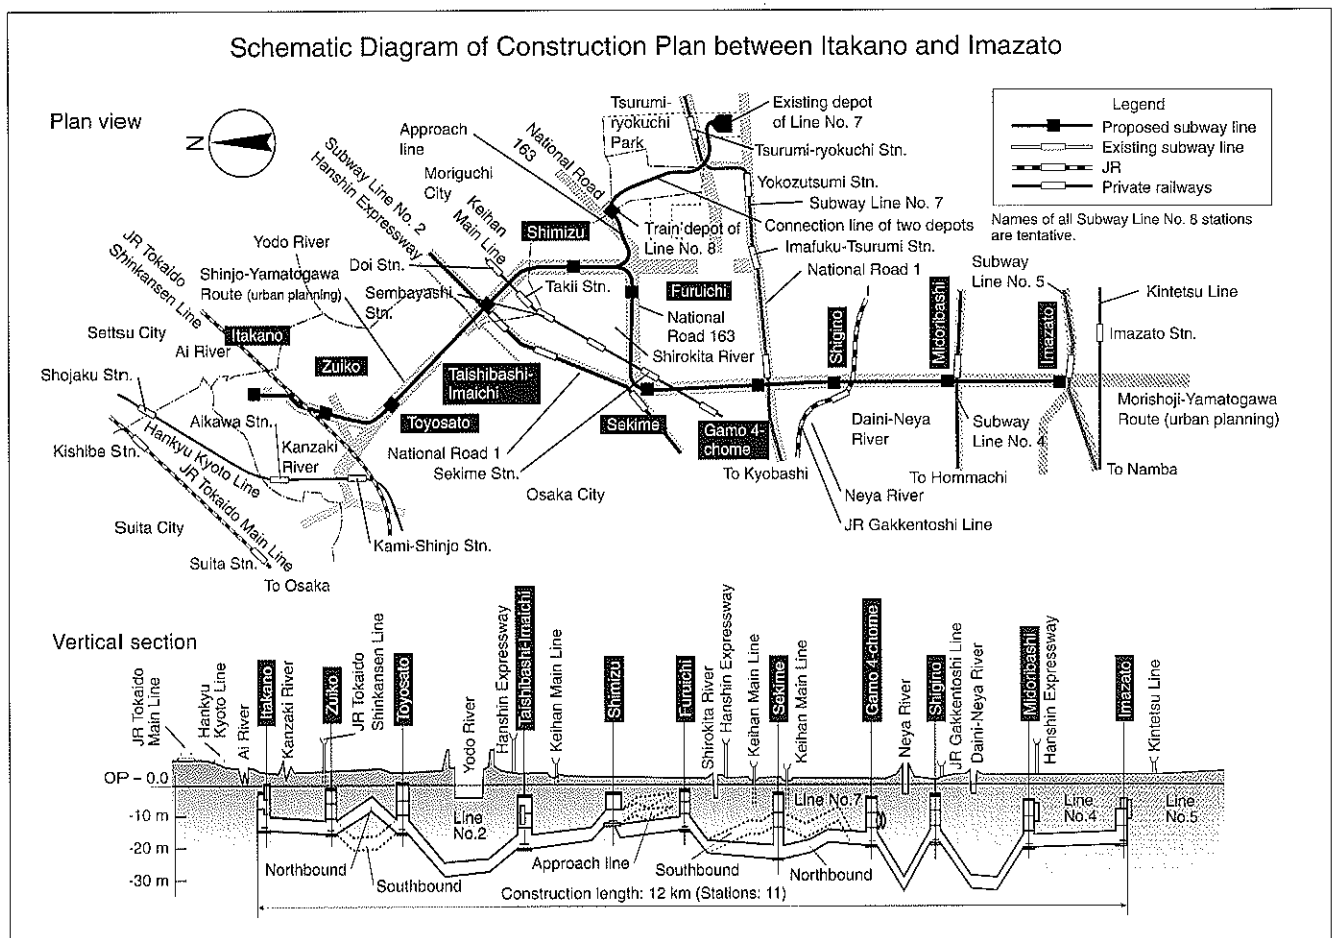 Schematic Diagram of Construction Plan between Itakano and Imazato
Plan view
N
Approach line
Subway Line No. 2
Hanshin Expressway
Moriguchi City
Keihan Main Line
National Road 163
Tsurumi-ryokuchi Park
Existing depot of Line No. 7
Tsurumi-ryokuchi Stn.
Yokozutsumi Stn.
Subway Line No. 7
Connection line of two depots
Imafuku-Tsurumi Stn.
National Road 1
Train depot of Line No. 8
Legend
Proposed subway line
Existing subway line
JR
Private railways
Names of all Subway Line No. 8 stations are tentative.
JR Tokaido Shinkansen Line
Yodo River
Shinjo-Yamatogawa Route (urban planning)
Doi Stn.
Sembayashi Stn.
Shimizu
Takii Stn.
Furuichi
National Road 163
Shirokita River
Shigino
Midoribashi
Subway Line No. 5
Imazato
Kintetsu Line
Imazato Stn.
Settsu City
Ai River
Itakano
Zuiko
Taishibashi-Imaichi
Toyosato
Shojaku Stn.
Aikawa Stn.
Kishibe Stn.
Hankyu Kyoto Line
JR Tokaido Main Line
Kanzaki River
National Road 1
Sekime Stn.
Sekime
Gamo 4-chome
Osaka City
To Kyobashi
Daini-Neya River
Subway Line No. 4
Morishoji-Yamatogawa Route (urban planning)
To Hommachi
To Namba
Neya River
JR Gakkentoshi Line
Suita City
Suita Stn.
Kami-Shinjo Stn.
To Osaka
Vertical section
JR Tokaido Main Line
Hankyu Kyoto Line
Ai River
Itakano
Kanzaki River
Zuiko
JR Tokaido Shinkansen Line
Toyosato
Yodo River
Hanshin Expressway
Taishibashi-Imaichi
Keihan Main Line
Shimizu
Furuichi
Shirokita River
Hanshin Expressway
Keihan Main Line
Sekime
Keihan Main Line
Gamo 4-chome
Neya River
Shigino
JR Gakkentoshi Line
Daini-Neya River
Midoribashi
Hanshin Expressway
Imazato
Kintetsu Line
OP – 0.0
-10 m
-20 m
-30 m
Line No.2
Line No.7
Line No.4
Line No.5
Northbound
Southbound
Approach line
Southbound
Northbound
Construction length: 12 km (Stations: 11)